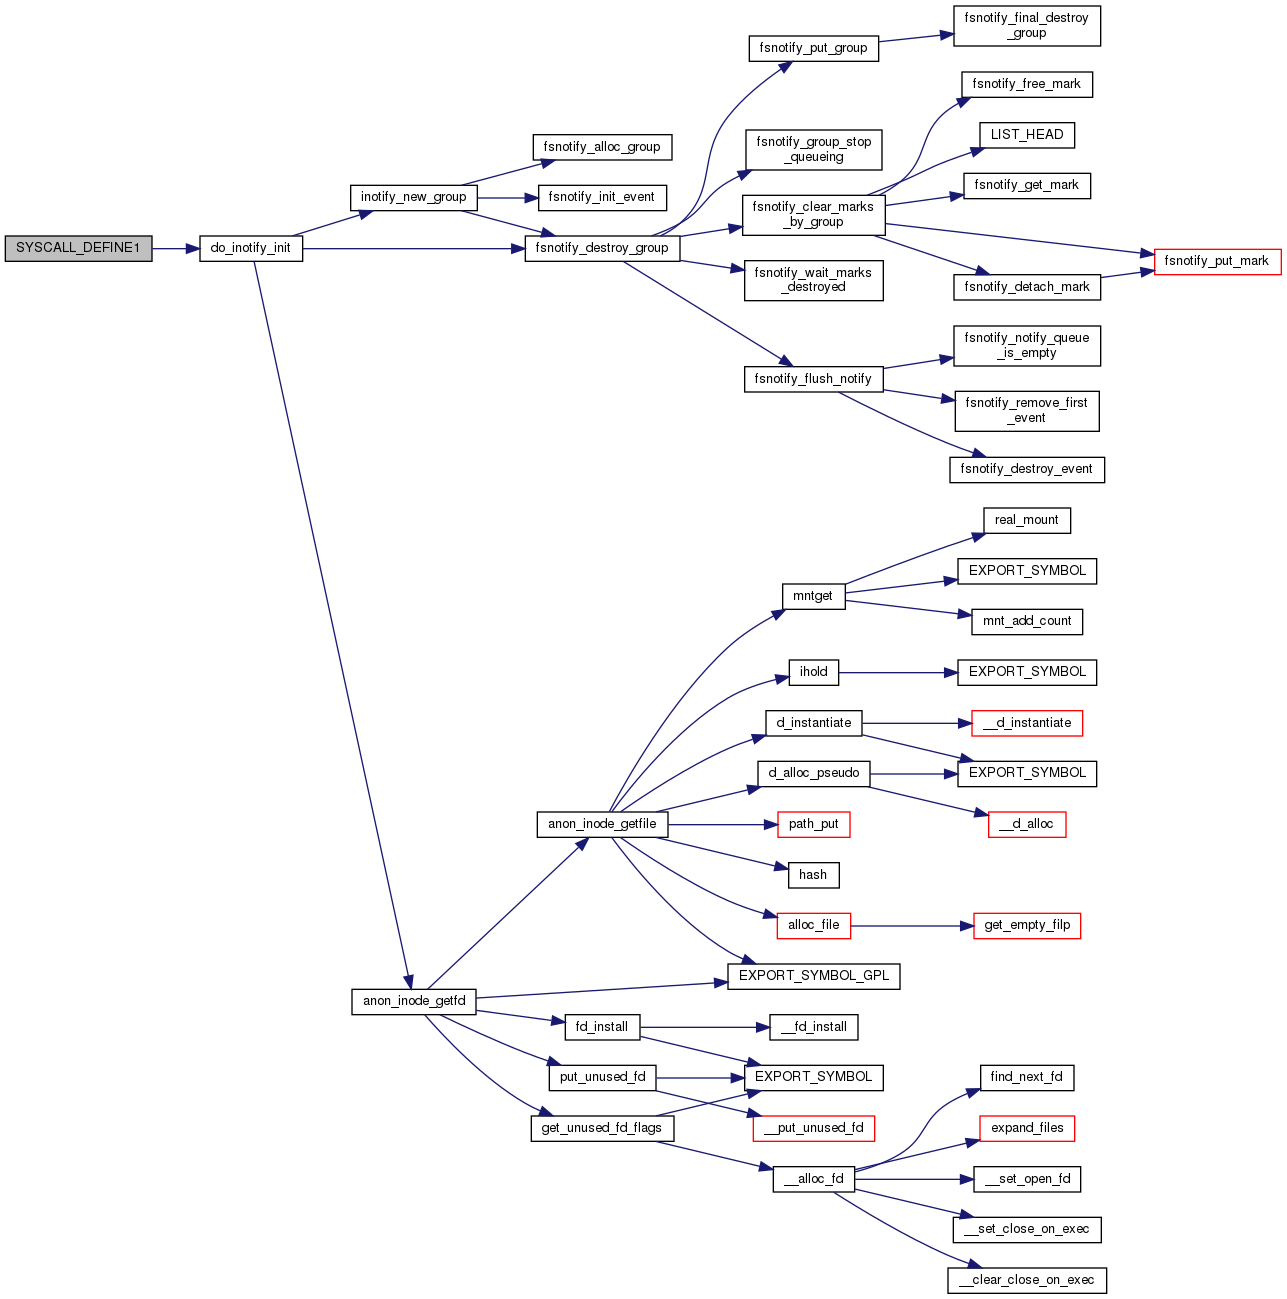 fsnotify_final_destroy
_group
fsnotify_put_group
fsnotify_free_mark
LIST_HEAD
fsnotify_alloc_group
fsnotify_group_stop
_queueing
fsnotify_get_mark
inotify_new_group
fsnotify_init_event
fsnotify_clear_marks
_by_group
SYSCALL_DEFINE1
do_inotify_init
fsnotify_destroy_group
fsnotify_put_mark
fsnotify_wait_marks
_destroyed
fsnotify_detach_mark
fsnotify_notify_queue
_is_empty
fsnotify_flush_notify
fsnotify_remove_first
_event
fsnotify_destroy_event
real_mount
EXPORT_SYMBOL
mntget
mnt_add_count
ihold
EXPORT_SYMBOL
d_instantiate
__d_instantiate
d_alloc_pseudo
EXPORT_SYMBOL
anon_inode_getfile
path_put
__d_alloc
hash
alloc_file
get_empty_filp
EXPORT_SYMBOL_GPL
anon_inode_getfd
fd_install
__fd_install
put_unused_fd
EXPORT_SYMBOL
find_next_fd
get_unused_fd_flags
__put_unused_fd
expand_files
__alloc_fd
__set_open_fd
__set_close_on_exec
__clear_close_on_exec